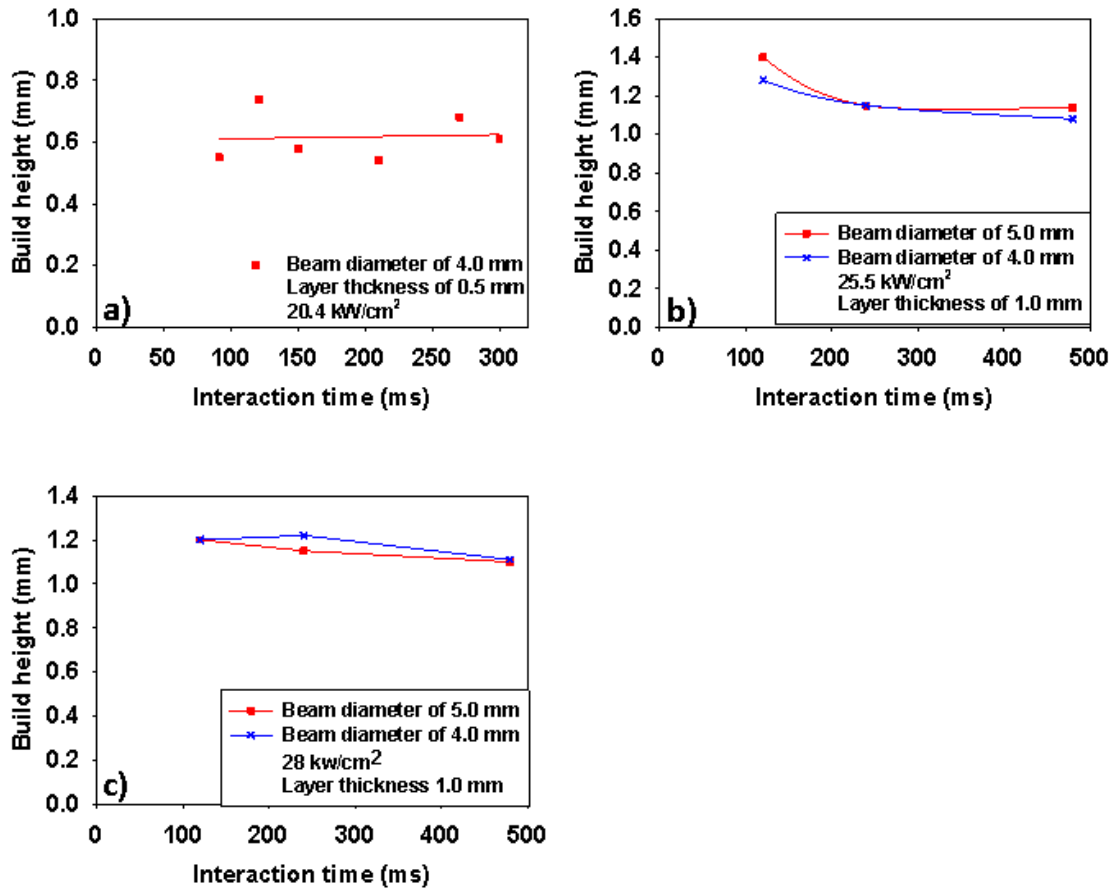 1.0
0.8
0.6
0.4
0.2
0.0
Build height (mm)
Beam diameter of 4.0 mm
Layer thckness of 0.5 mm
20.4 kW/cm²
a)
0 50 100 150 200 250 300
Interaction time (ms)
1.6
1.4
1.2
1.0
0.8
0.6
0.4
1.2
0.0
Build height (mm)
Beam diameter of 5.0 mm
Beam diameter of 4.0 mm
25.5 kW/cm²
Layer thickness of 1.0 mm
b)
0 100 200 300 400 500
Interaction time (ms)
1.4
1.2
1.0
0.8
0.6
0.4
0.2
0.0
Build height (mm)
Beam diameter of 5.0 mm
Beam diameter of 4.0 mm
28 kw/cm²
Layer thickness 1.0 mm
c)
0 100 200 300 400 500
Interaction time (ms)